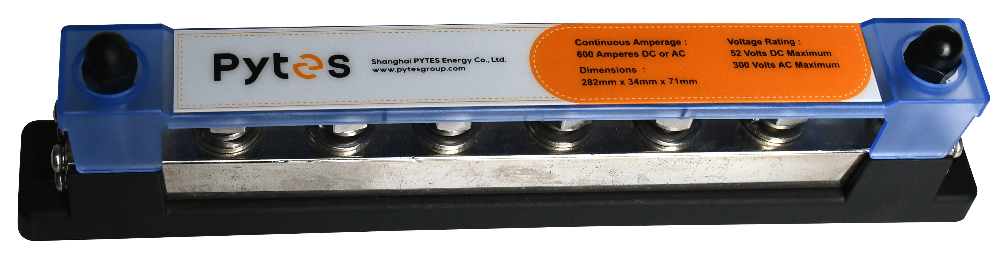 Pytes
Shanghai PYTES Energy Co., Ltd.
www.pytesgroup.com
Continuous Amperage :
600 Amperes DC or AC
Dimensions :
282mm x 34mm x 71mm
Voltage Rating :
52 Volts DC Maximum
300 Volts AC Maximum